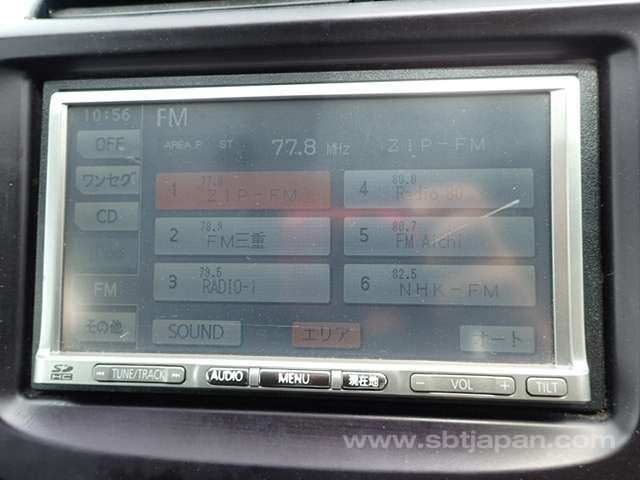 10:56 FM
OFF AREA P ST 77.8 MHz ZIP-FM
ワンセグ
CD
FM
その他
1 77.8 ZIP-FM
2 78.9 FM三重
3 79.5 RADIO-i
4 Radio 80
5 80.7 FM Aichi
6 82.5 NHK-FM
SOUND エリア オート
SD HC TUNE/TRACK AUDIO MENU 現在地 - VOL + TILT
www.sbtjapan.com